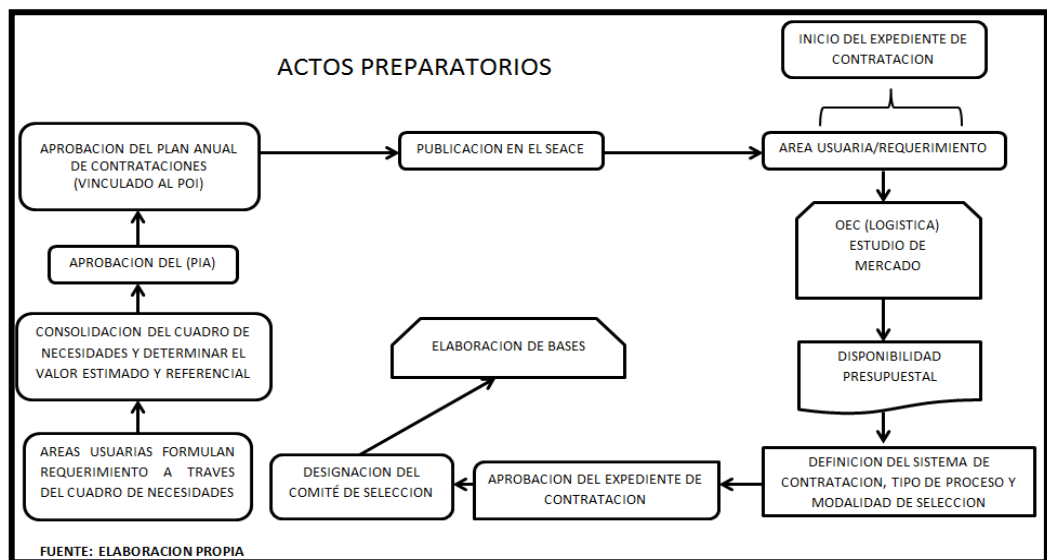 ACTOS PREPARATORIOS
INICIO DEL EXPEDIENTE DE
CONTRATACION
APROBACION DEL PLAN ANUAL
DE CONTRATACIONES
(VINCULADO AL POI)
PUBLICACION EN EL SEACE
AREA USUARIA/REQUERIMIENTO
OEC (LOGISTICA)
ESTUDIO DE
MERCADO
APROBACION DEL (PIA)
CONSOLIDACION DEL CUADRO DE
NECESIDADES Y DETERMINAR EL
VALOR ESTIMADO Y REFERENCIAL
ELABORACION DE BASES
DISPONIBILIDAD
PRESUPUESTAL
AREAS USUARIAS FORMULAN
REQUERIMIENTO A TRAVES
DEL CUADRO DE NECESIDADES
DESIGNACION DEL
COMITÉ DE SELECCION
APROBACION DEL EXPEDIENTE DE
CONTRATACION
DEFINICION DEL SISTEMA DE
CONTRATACION, TIPO DE PROCESO Y
MODALIDAD DE SELECCION
FUENTE: ELABORACION PROPIA